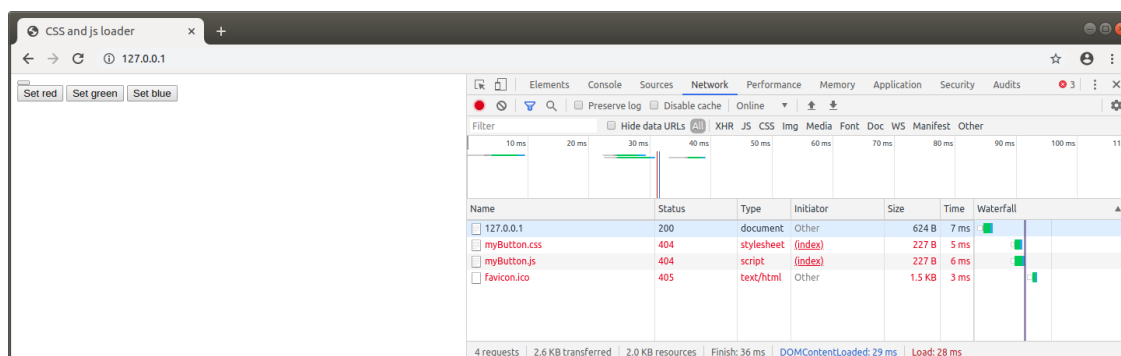 CSS and js loader
127.0.0.1
Set red Set green Set blue
Elements Console Sources Network Performance Memory Application Security Audits 3
Preserve log Disable cache Online
Filter Hide data URLs All XHR JS CSS Img Media Font Doc WS Manifest Other
10 ms 20 ms 30 ms 40 ms 50 ms 60 ms 70 ms 80 ms 90 ms 100 ms 11
Name Status Type Initiator Size Time Waterfall
127.0.0.1 200 document Other 624 B 7 ms
myButton.css 404 stylesheet (index) 227 B 5 ms
myButton.js 404 script (index) 227 B 6 ms
favicon.ico 405 text/html Other 1.5 KB 3 ms
4 requests 2.6 KB transferred 2.0 KB resources Finish: 36 ms DOMContentLoaded: 29 ms Load: 28 ms